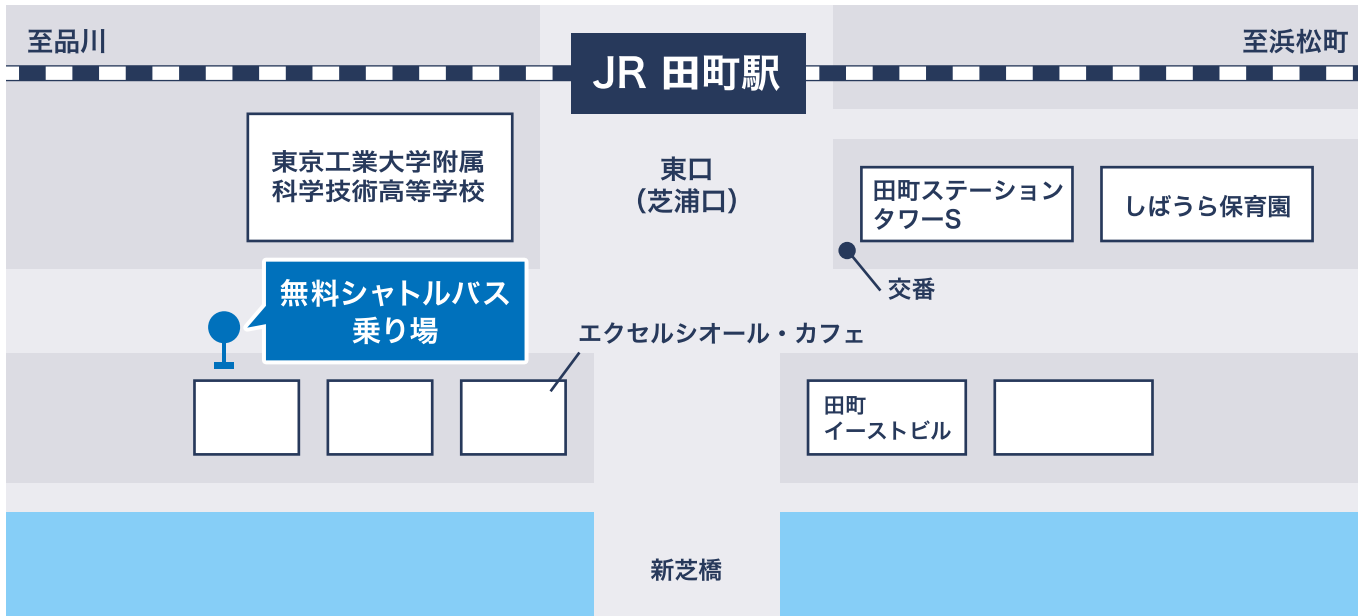 至品川
至浜松町
JR 田町駅
東京工業大学附属
科学技術高等学校
東口
（芝浦口）
田町ステーション
タワーS
しばうら保育園
交番
無料シャトルバス
乗り場
エクセルシオール・カフェ
田町
イーストビル
新芝橋